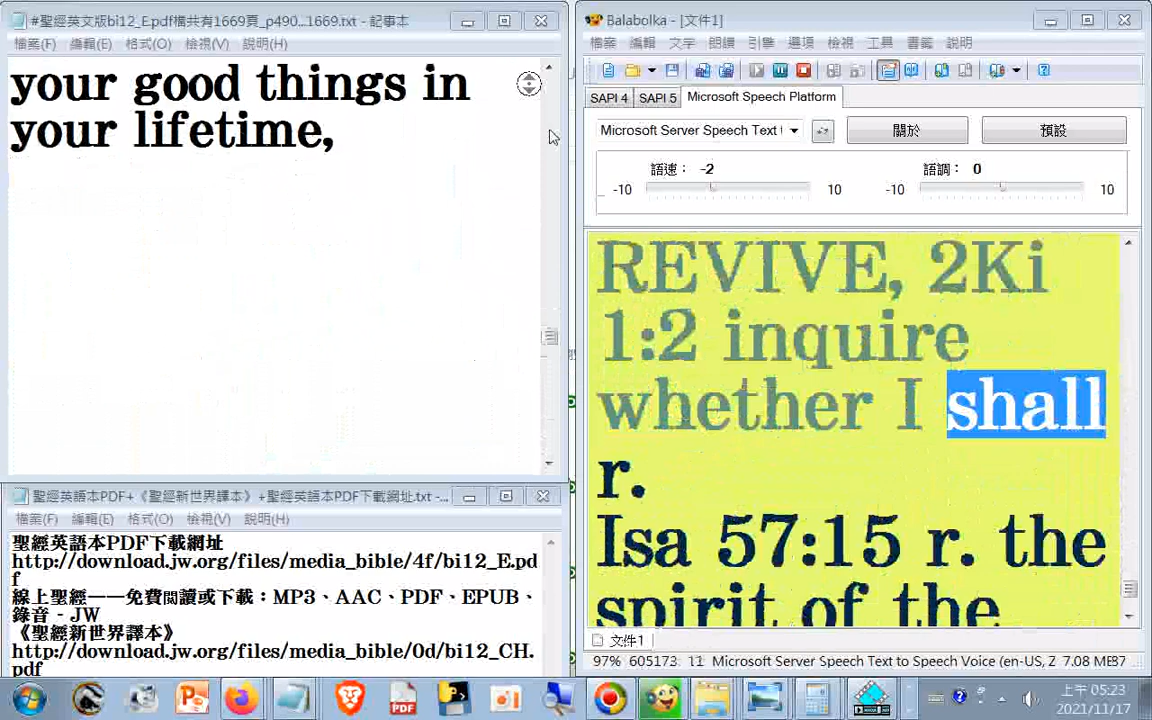 #聖經英文版bi12_E.pdf檔共有1669頁_p490...1669.txt - 記事本
檔案(F) 編輯(E) 格式(O) 檢視(V) 說明(H)
your good things in
your lifetime,
聖經英語本PDF+《聖經新世界譯本》+聖經英語本PDF下載網址.txt -...
檔案(F) 編輯(E) 格式(O) 檢視(V) 說明(H)
聖經英語本PDF下載網址
http://download.jw.org/files/media_bible/4f/bi12_E.pd
f
線上聖經──免費閱讀或下載：MP3、AAC、PDF、EPUB、
錄音 - JW
《聖經新世界譯本》
http://download.jw.org/files/media_bible/0d/bi12_CH.
pdf
Balabolka - [文件1]
檔案 編輯 文字 朗讀 引擎 選項 檢視 工具 書籤 說明
SAPI 4 SAPI 5 Microsoft Speech Platform
Microsoft Server Speech Text 關於 預設
語速： -2 語調： 0
-10 10 -10 10
REVIVE, 2Ki
1:2 inquire
whether I shall
r.
Isa 57:15 r. the
spirit of the
文件1
97% 605173: 11 Microsoft Server Speech Text to Speech Voice (en-US, Z 7.08 MB
上午 05:23
2021/11/17